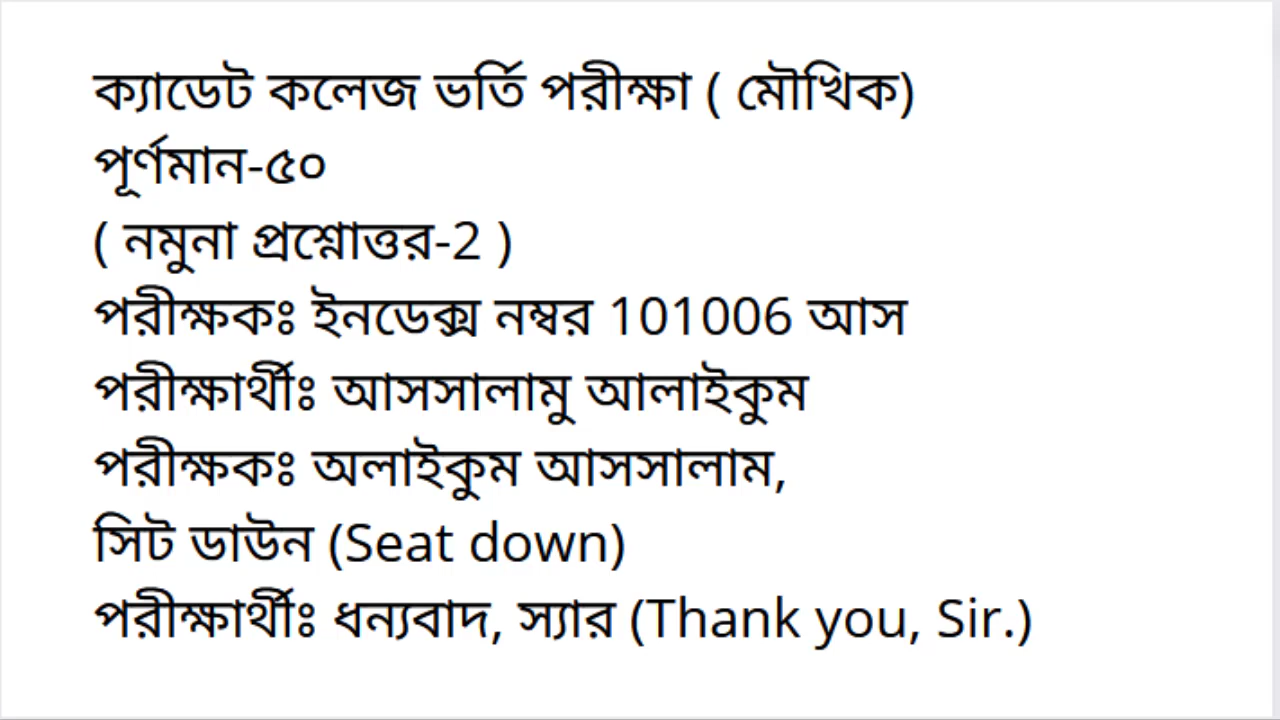 ক্যাডেট কলেজ ভর্তি পরীক্ষা ( মৌখিক)
পূর্ণমান-৫০
( নমুনা প্রশ্নোত্তর-2 )
পরীক্ষকঃ ইনডেক্স নম্বর 101006 আস
পরীক্ষার্থীঃ আসসালামু আলাইকুম
পরীক্ষকঃ অলাইকুম আসসালাম,
সিট ডাউন (Seat down)
পরীক্ষার্থীঃ ধন্যবাদ, স্যার (Thank you, Sir.)